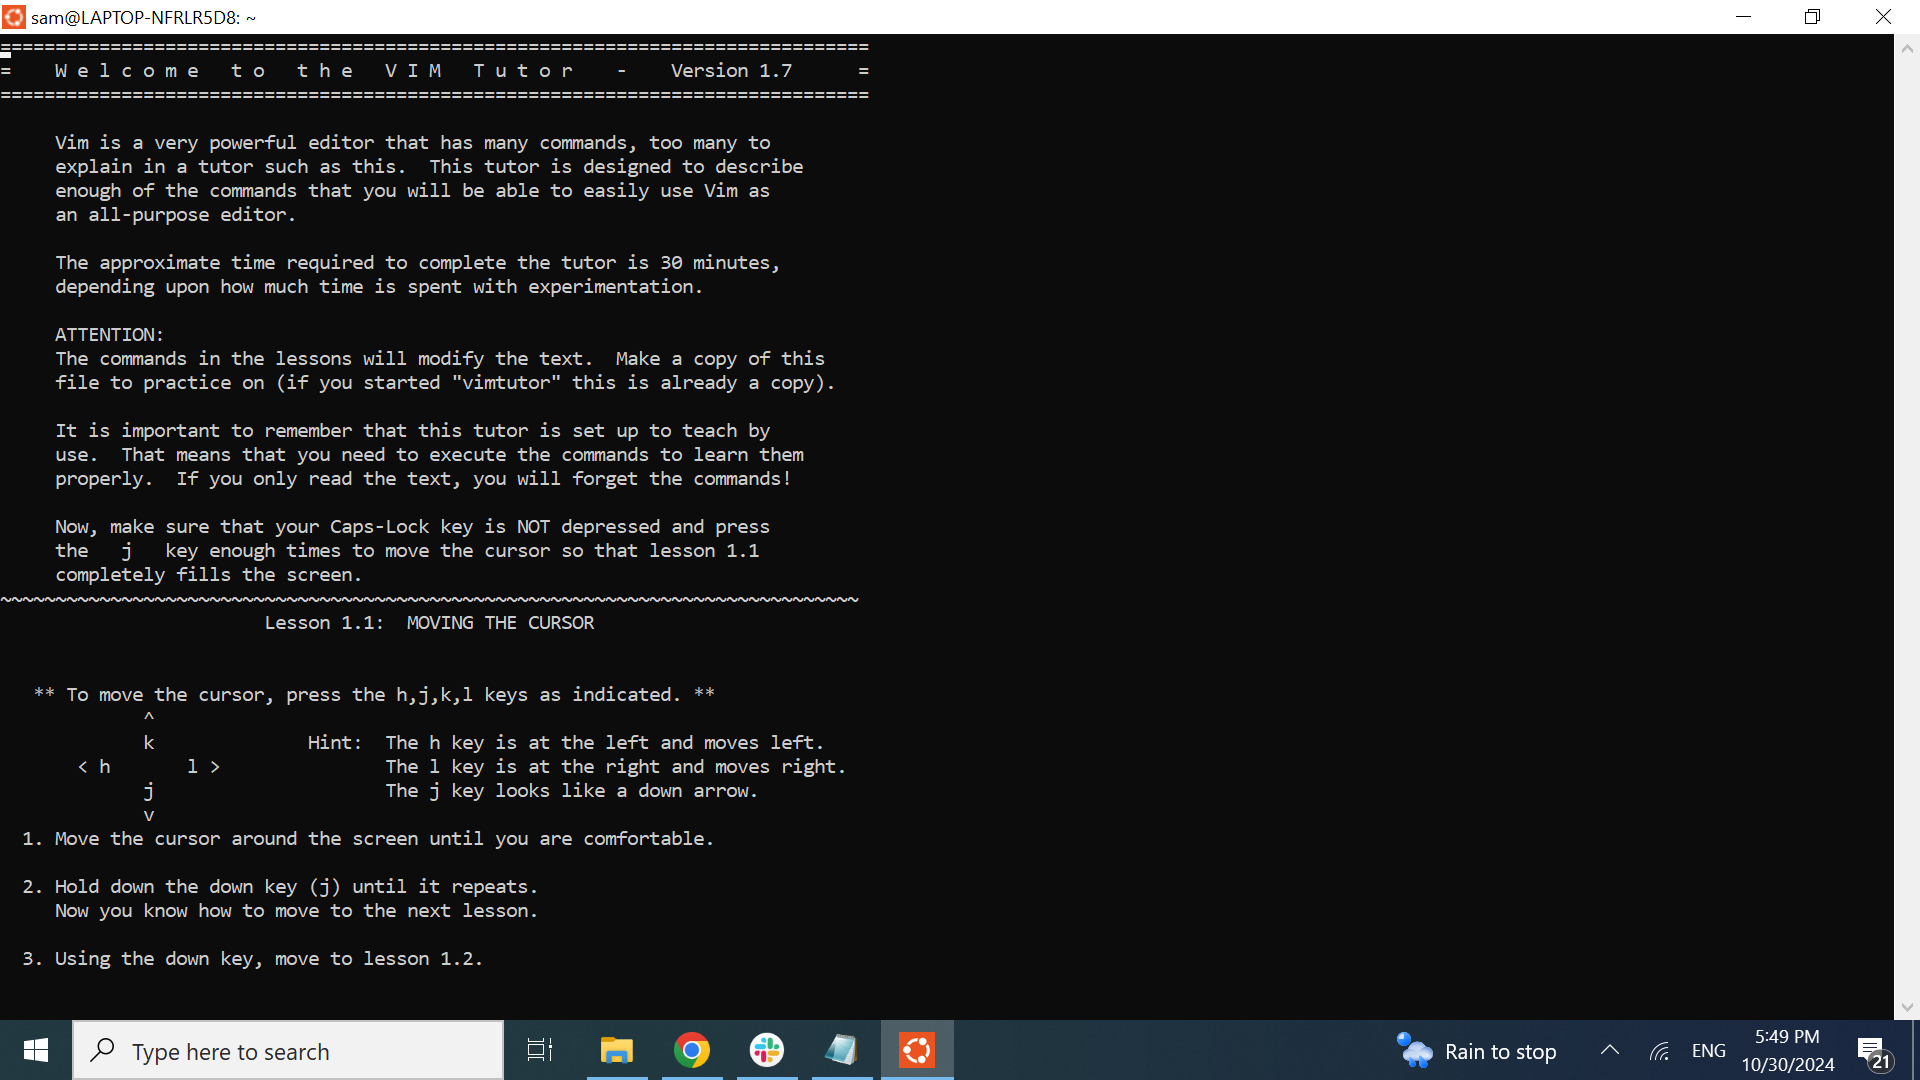 sam@LAPTOP-NFRLR5D8: ~
===============================================================================
=    W e l c o m e   t o   t h e   V I M   T u t o r    -    Version 1.7      =
===============================================================================
Vim is a very powerful editor that has many commands, too many to
explain in a tutor such as this.  This tutor is designed to describe
enough of the commands that you will be able to easily use Vim as
an all-purpose editor.
The approximate time required to complete the tutor is 30 minutes,
depending upon how much time is spent with experimentation.
ATTENTION:
The commands in the lessons will modify the text.  Make a copy of this
file to practice on (if you started "vimtutor" this is already a copy).
It is important to remember that this tutor is set up to teach by
use.  That means that you need to execute the commands to learn them
properly.  If you only read the text, you will forget the commands!
Now, make sure that your Caps-Lock key is NOT depressed and press
the   j   key enough times to move the cursor so that lesson 1.1
completely fills the screen.
~~~~~~~~~~~~~~~~~~~~~~~~~~~~~~~~~~~~~~~~~~~~~~~~~~~~~~~~~~~~~~~~~~~~~~~~~~~~~~
Lesson 1.1:  MOVING THE CURSOR
** To move the cursor, press the h,j,k,l keys as indicated. **
^
k              Hint:  The h key is at the left and moves left.
< h       l >               The l key is at the right and moves right.
j                     The j key looks like a down arrow.
v
1. Move the cursor around the screen until you are comfortable.
2. Hold down the down key (j) until it repeats.
Now you know how to move to the next lesson.
3. Using the down key, move to lesson 1.2.
Type here to search
Rain to stop
ENG
5:49 PM
10/30/2024
21